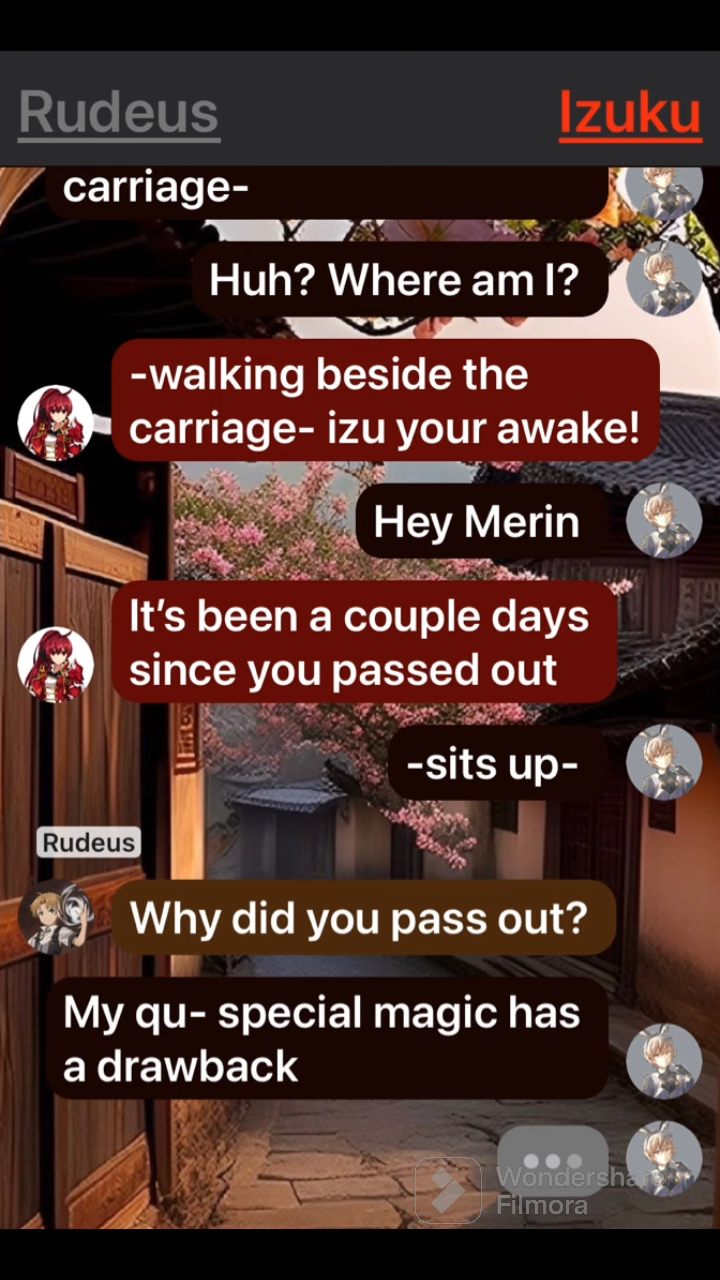 Rudeus
Izuku
carriage-
Huh? Where am I?
-walking beside the
carriage- izu your awake!
Hey Merin
It's been a couple days
since you passed out
-sits up-
Rudeus
Why did you pass out?
My qu- special magic has
a drawback
Wondershare
Filmora